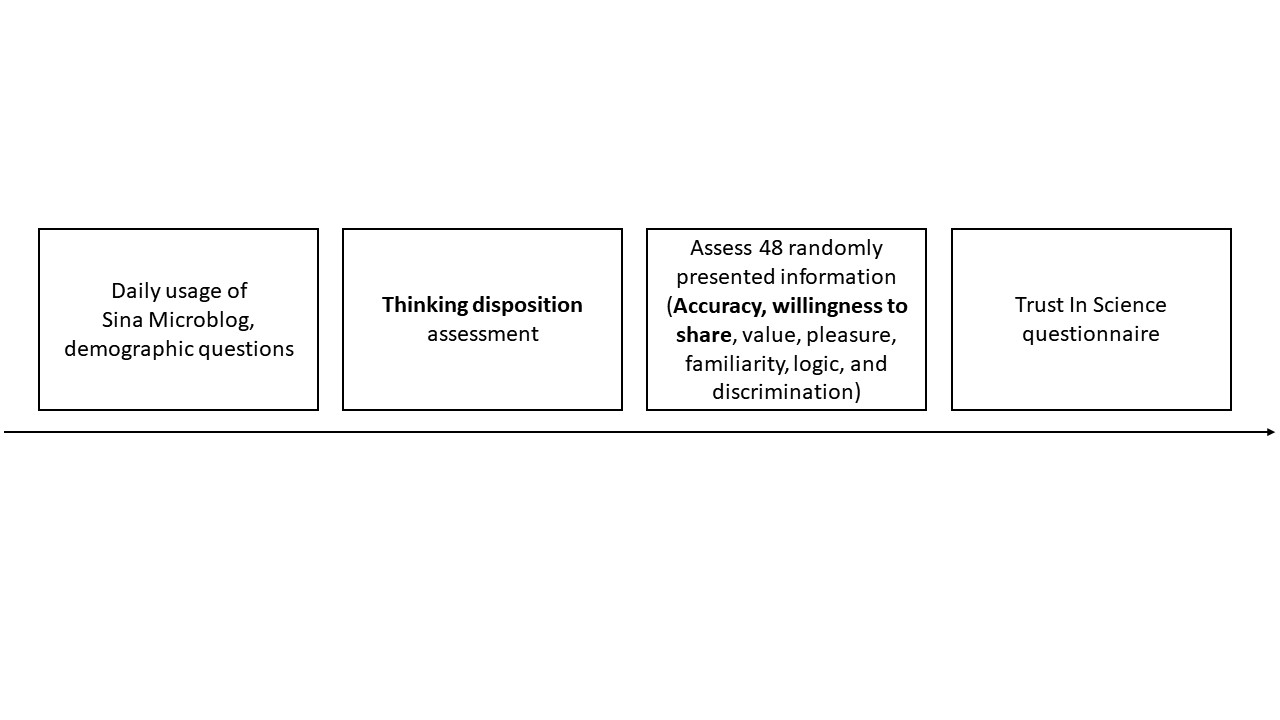 Daily usage of
Sina Microblog,
demographic questions
Thinking disposition
assessment
Assess 48 randomly
presented information
(Accuracy, willingness to
share, value, pleasure,
familiarity, logic, and
discrimination)
Trust In Science
questionnaire